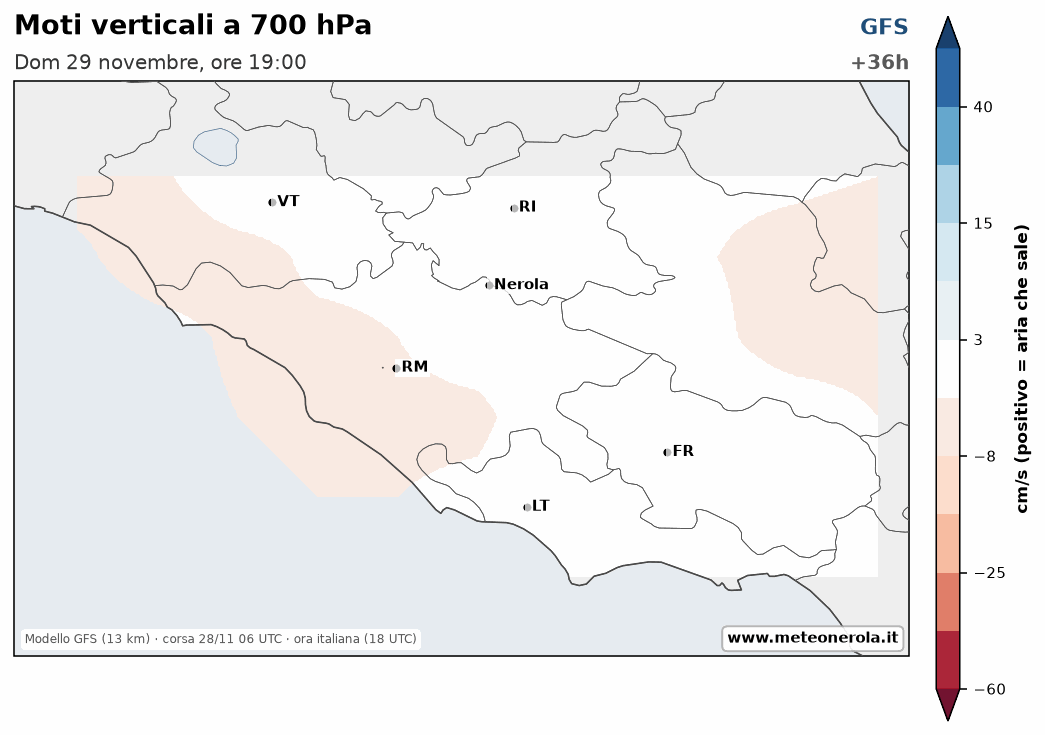 Moti verticali a 700 hPa
GFS
Dom 29 novembre, ore 19:00
+36h
40
15
3
−8
−25
−60
cm/s (positivo = aria che sale)
VT
RI
Nerola
RM
FR
LT
Modello GFS (13 km) · corsa 28/11 06 UTC · ora italiana (18 UTC)
www.meteonerola.it